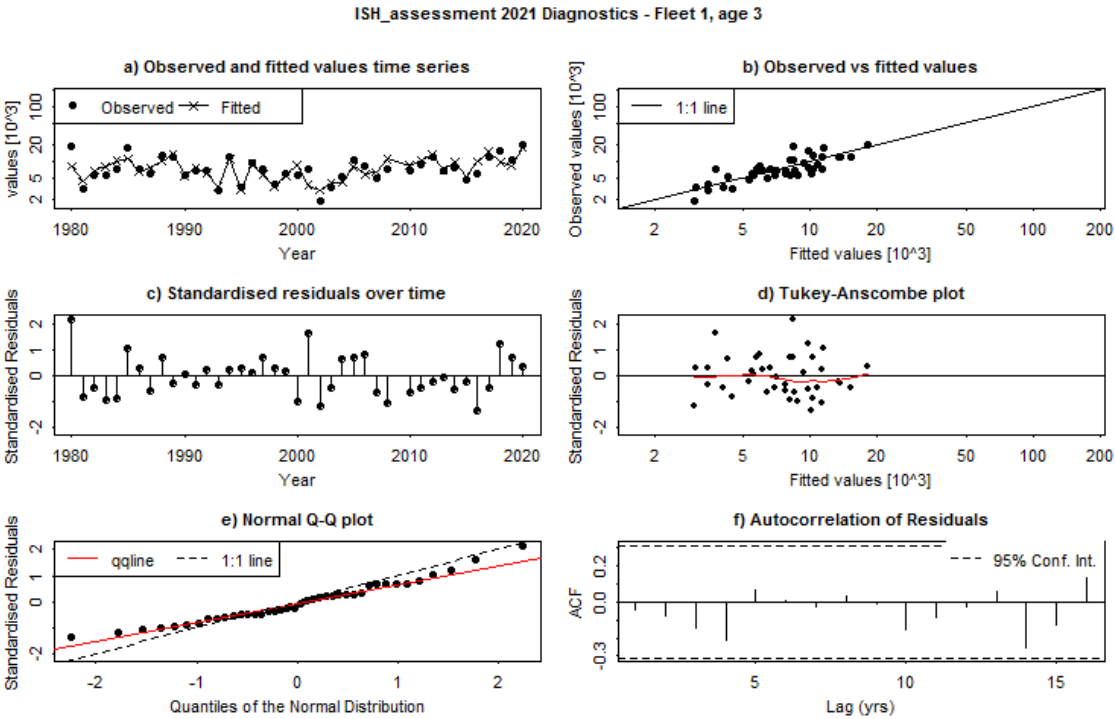 ISH_assessment 2021 Diagnostics - Fleet 1, age 3
a) Observed and fitted values time series
values [10^3]
100
20
5
2
Observed
Fitted
1980
1990
2000
2010
2020
Year
b) Observed vs fitted values
Observed values [10^3]
100
20
5
2
1:1 line
2
5
10
20
50
100
200
Fitted values [10^3]
c) Standardised residuals over time
Standardised Residuals
2
1
0
-2
1980
1990
2000
2010
2020
Year
d) Tukey-Anscombe plot
Standardised Residuals
2
1
0
-2
2
5
10
20
50
100
200
Fitted values [10^3]
e) Normal Q-Q plot
Standardised Residuals
2
1
0
-2
qqline
1:1 line
-2
-1
0
1
2
Quantiles of the Normal Distribution
f) Autocorrelation of Residuals
ACF
0.2
0.0
-0.3
95% Conf. Int.
5
10
15
Lag (yrs)